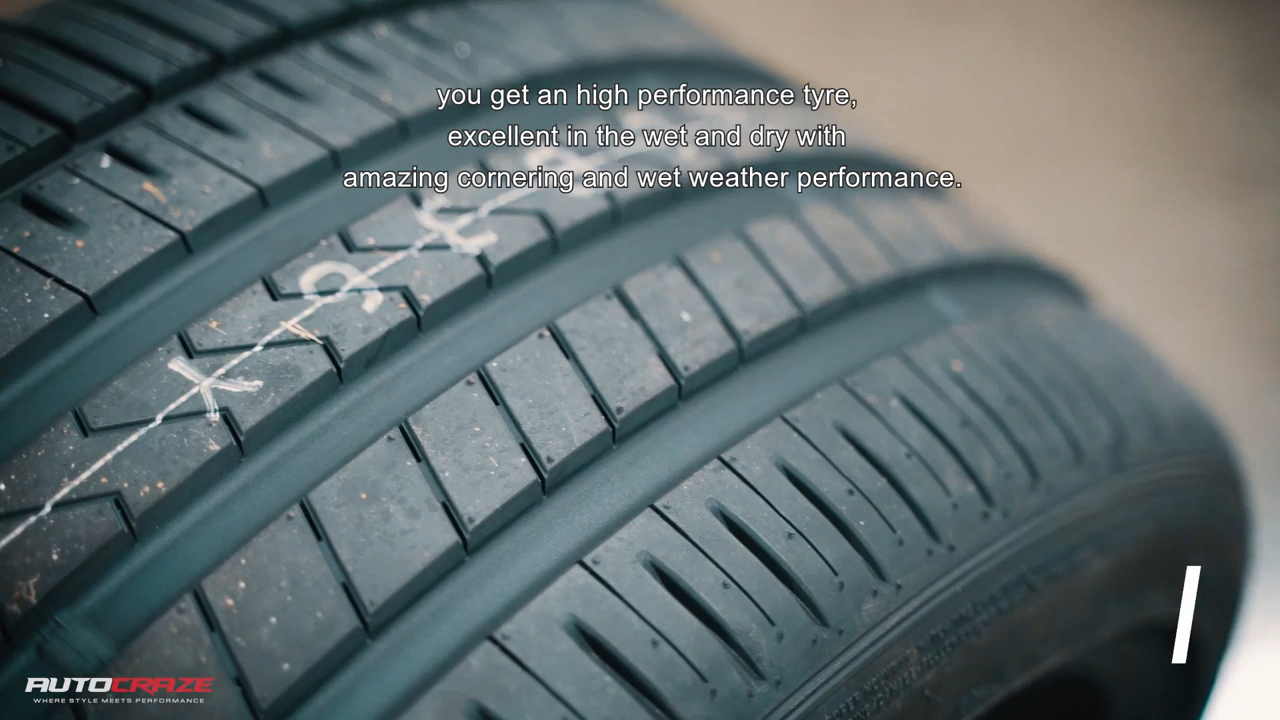 you get an high performance tyre,
excellent in the wet and dry with
amazing cornering and wet weather performance.
AUTOCRAZE
WHERE STYLE MEETS PERFORMANCE